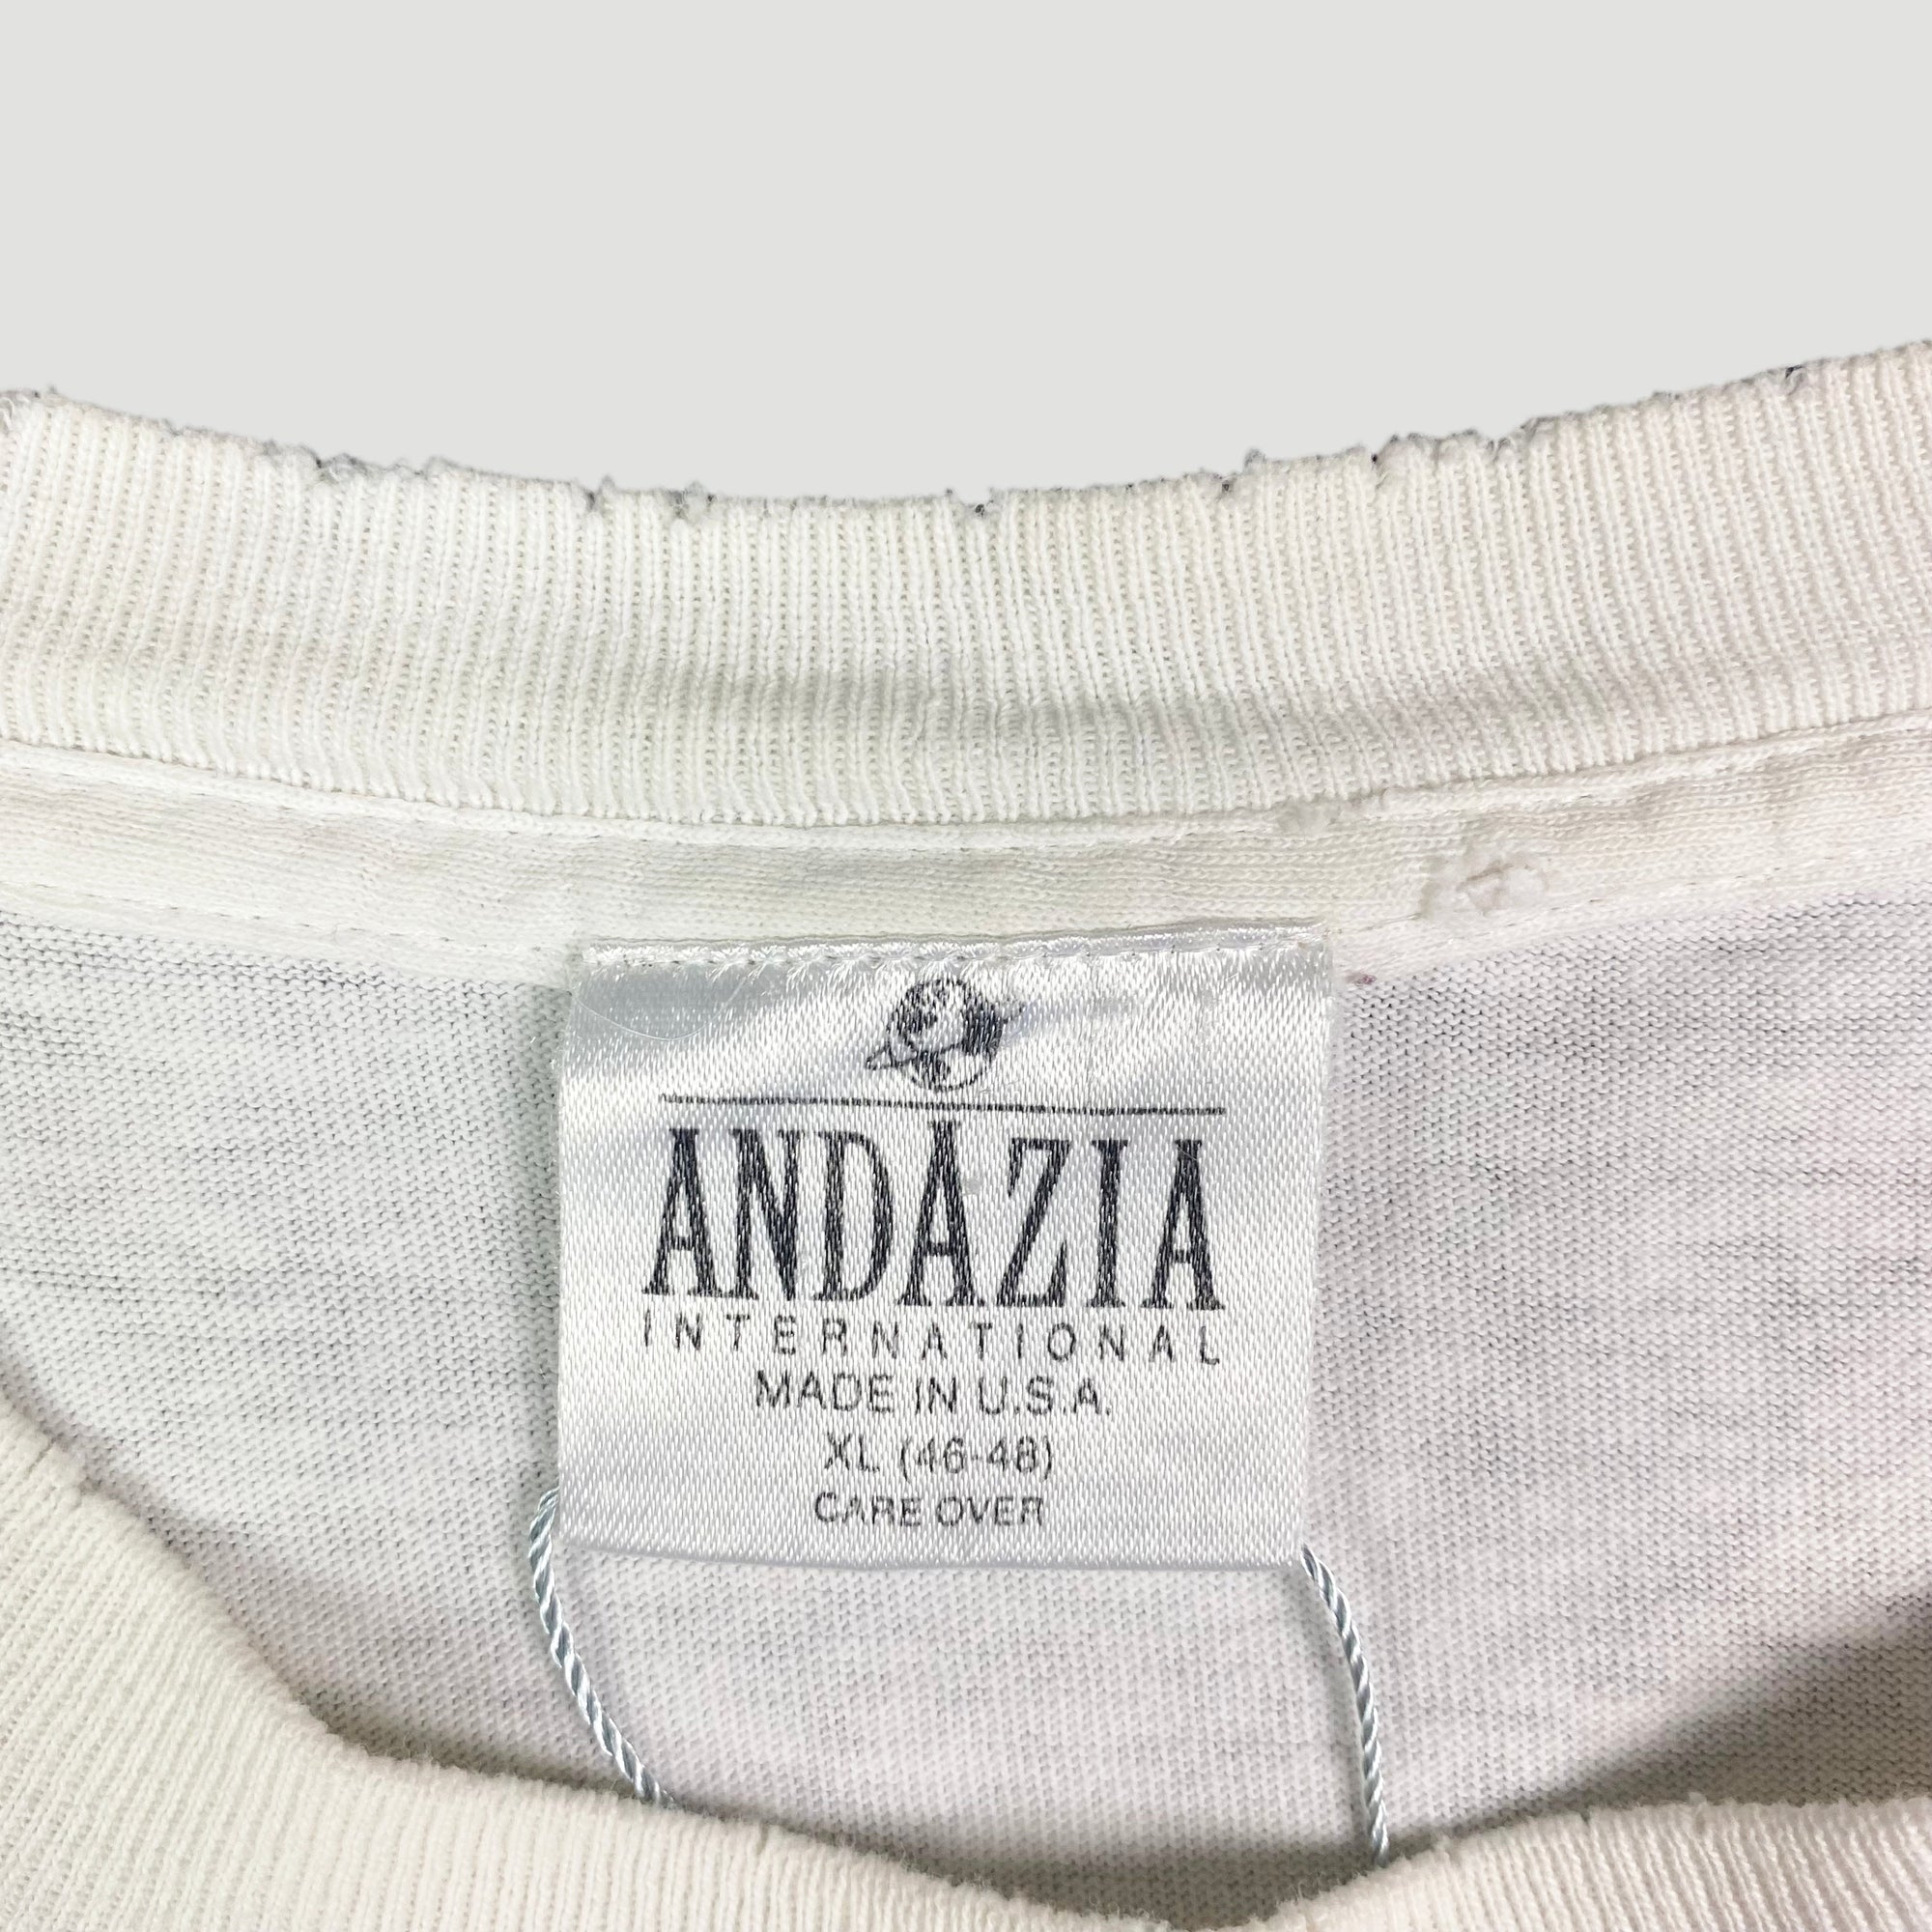 ANDAZIA
INTERNATIONAL
MADE IN U.S.A.
XL (46-48)
CARE OVER